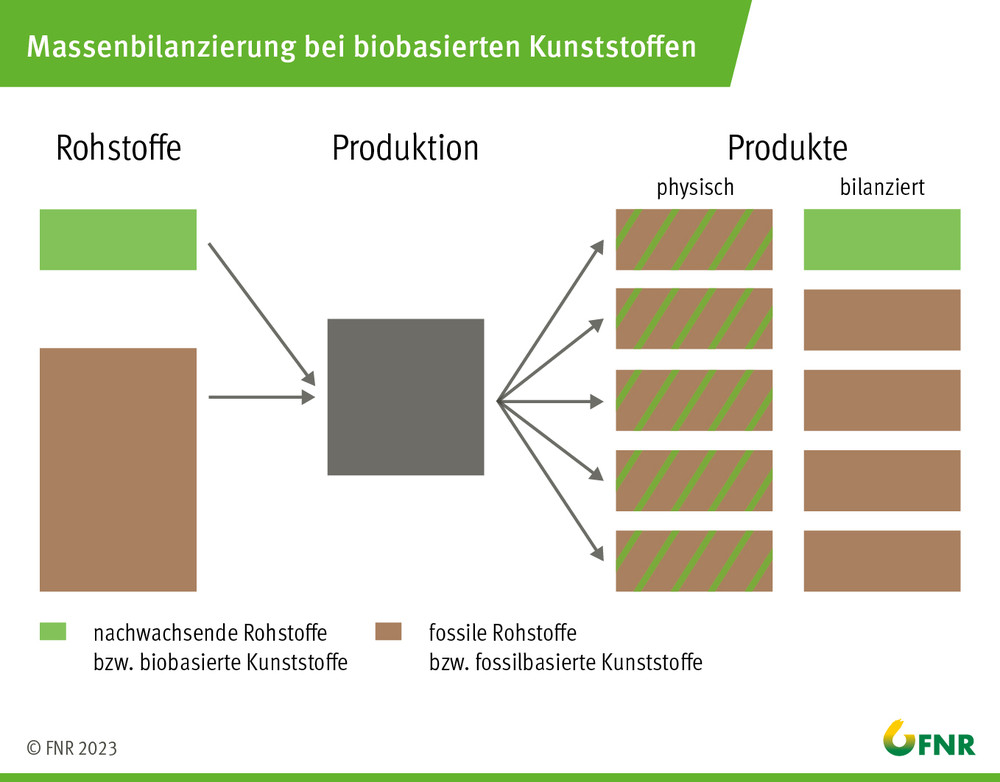 Massenbilanzierung bei biobasierten Kunststoffen
Rohstoffe
Produktion
Produkte
physisch
bilanziert
nachwachsende Rohstoffe
bzw. biobasierte Kunststoffe
fossile Rohstoffe
bzw. fossilbasierte Kunststoffe
© FNR 2023
FNR